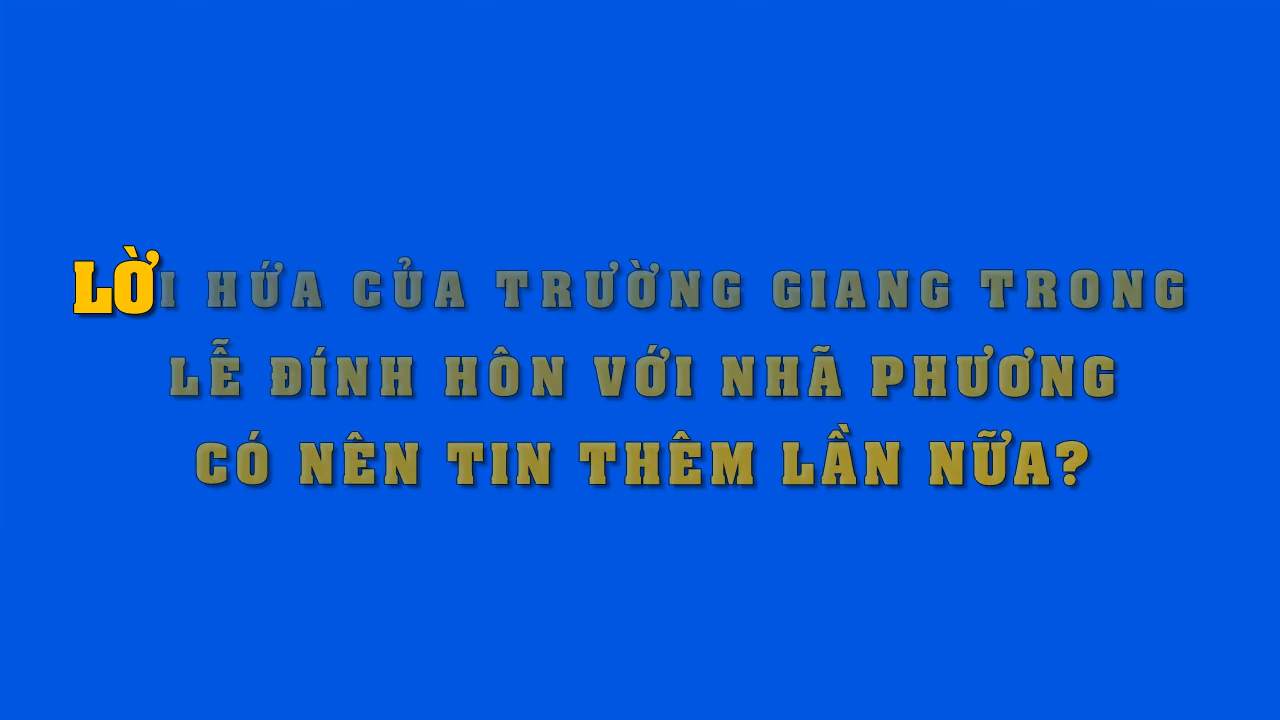 LỜI HỨA CỦA TRƯỜNG GIANG TRONG
LỄ ĐÍNH HÔN VỚI NHÃ PHƯƠNG
CÓ NÊN TIN THÊM LẦN NỮA?